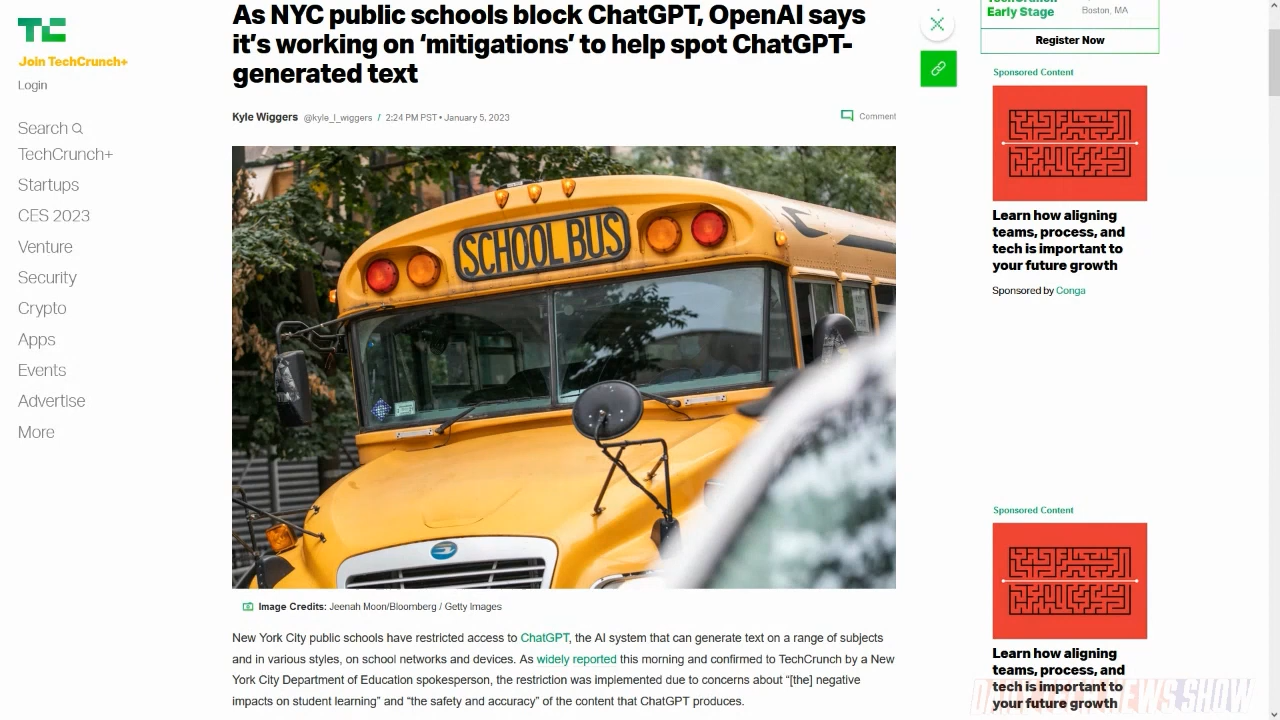 TC
Join TechCrunch+
Login
Search
TechCrunch+
Startups
CES 2023
Venture
Security
Crypto
Apps
Events
Advertise
More
As NYC public schools block ChatGPT, OpenAI says
it's working on ‘mitigations’ to help spot ChatGPT-
generated text
Kyle Wiggers @kyle_l_wiggers / 2:24 PM PST • January 5, 2023
Comment
SCHOOL BUS
Image Credits: Jeenah Moon/Bloomberg / Getty Images
New York City public schools have restricted access to ChatGPT, the AI system that can generate text on a range of subjects
and in various styles, on school networks and devices. As widely reported this morning and confirmed to TechCrunch by a New
York City Department of Education spokesperson, the restriction was implemented due to concerns about “[the] negative
impacts on student learning” and “the safety and accuracy” of the content that ChatGPT produces.
TechCrunch
Early Stage
Boston, MA
Register Now
Sponsored Content
Learn how aligning
teams, process, and
tech is important to
your future growth
Sponsored by Conga
Sponsored Content
Learn how aligning
teams, process, and
tech is important to
your future growth